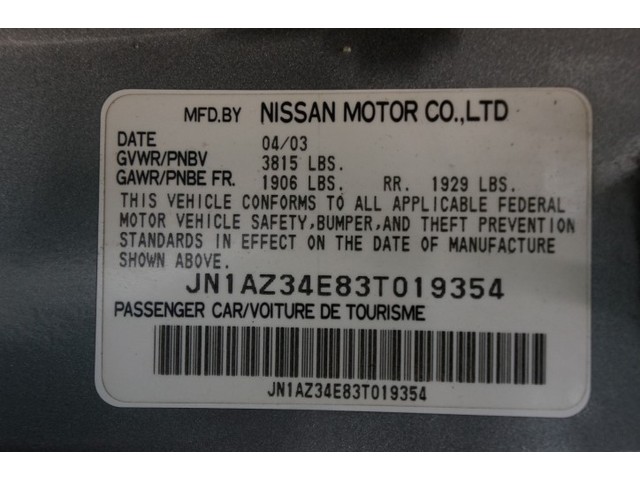 MFD.BY NISSAN MOTOR CO.,LTD
DATE 04/03
GVWR/PNBV 3815 LBS.
GAWR/PNBE FR. 1906 LBS. RR. 1929 LBS.
THIS VEHICLE CONFORMS TO ALL APPLICABLE FEDERAL
MOTOR VEHICLE SAFETY,BUMPER,AND THEFT PREVENTION
STANDARDS IN EFFECT ON THE DATE OF MANUFACTURE
SHOWN ABOVE.
JN1AZ34E83T019354
PASSENGER CAR/VOITURE DE TOURISME
JN1AZ34E83T019354